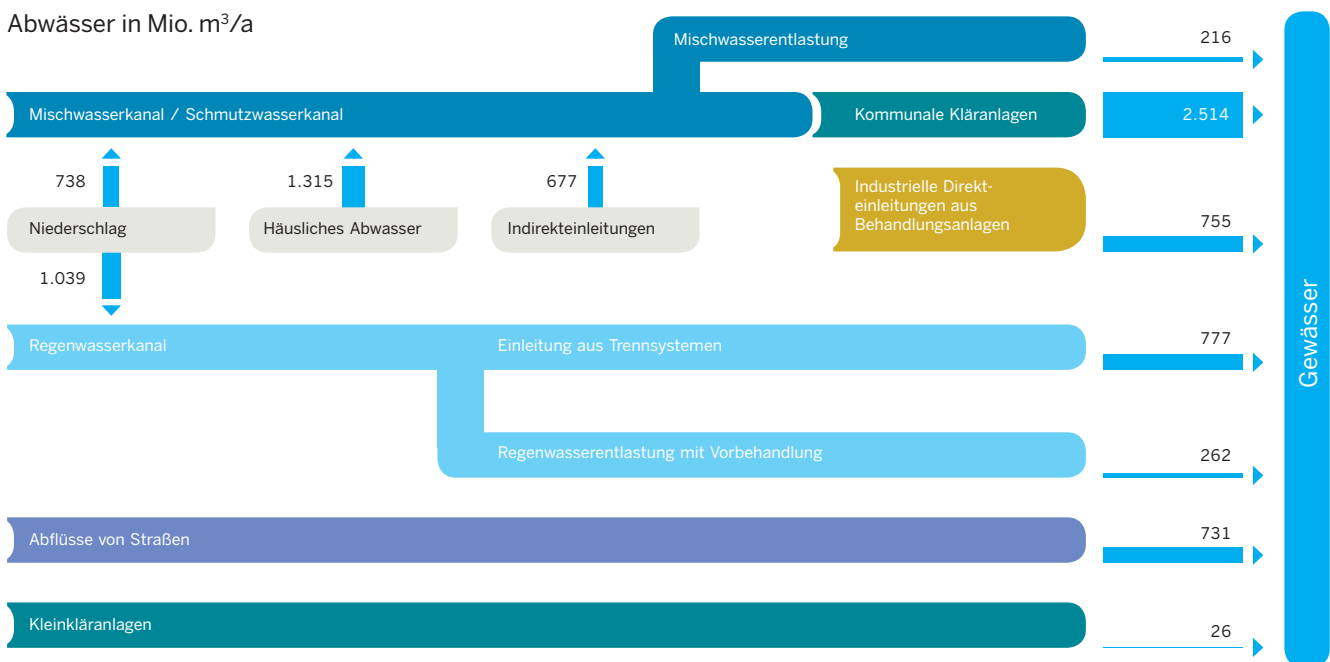 Abwässer in Mio. m³/a
Mischwasserentlastung
216
Mischwasserkanal / Schmutzwasserkanal
Kommunale Kläranlagen
2.514
738
1.315
677
Niederschlag
Häusliches Abwasser
Indirekteinleitungen
Industrielle Direkt-
einleitungen aus
Behandlungsanlagen
755
1.039
Regenwasserkanal
Einleitung aus Trennsystemen
777
Regenwasserentlastung mit Vorbehandlung
262
Abflüsse von Straßen
731
Kleinkläranlagen
26
Gewässer